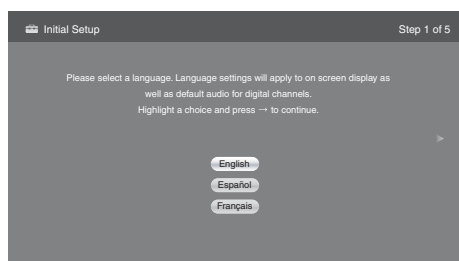 Initial Setup
Step 1 of 5
Please select a language. Language settings will apply to on screen display as
well as default audio for digital channels.
Highlight a choice and press → to continue.
English
Español
Français